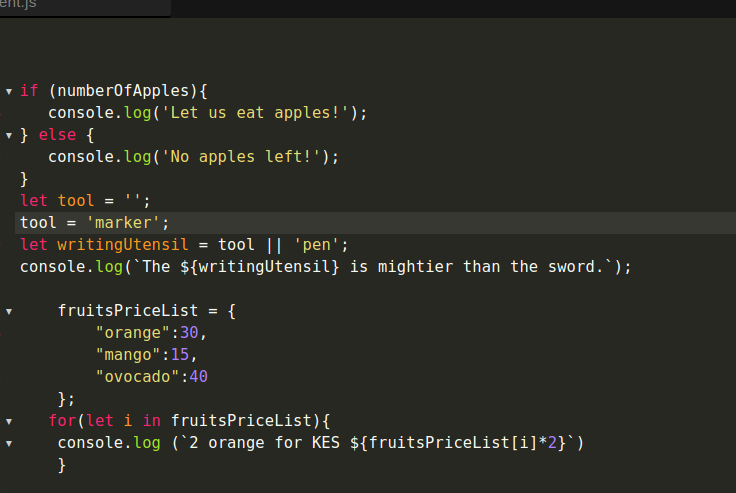 ent.js
if (numberOfApples){
   console.log('Let us eat apples!');
} else {
   console.log('No apples left!');
}
let tool = '';
tool = 'marker';
let writingUtensil = tool || 'pen';
console.log(`The ${writingUtensil} is mightier than the sword.`);
    fruitsPriceList = {
        "orange":30,
        "mango":15,
        "ovocado":40
    };
   for(let i in fruitsPriceList){
    console.log (`2 orange for KES ${fruitsPriceList[i]*2}`)
    }